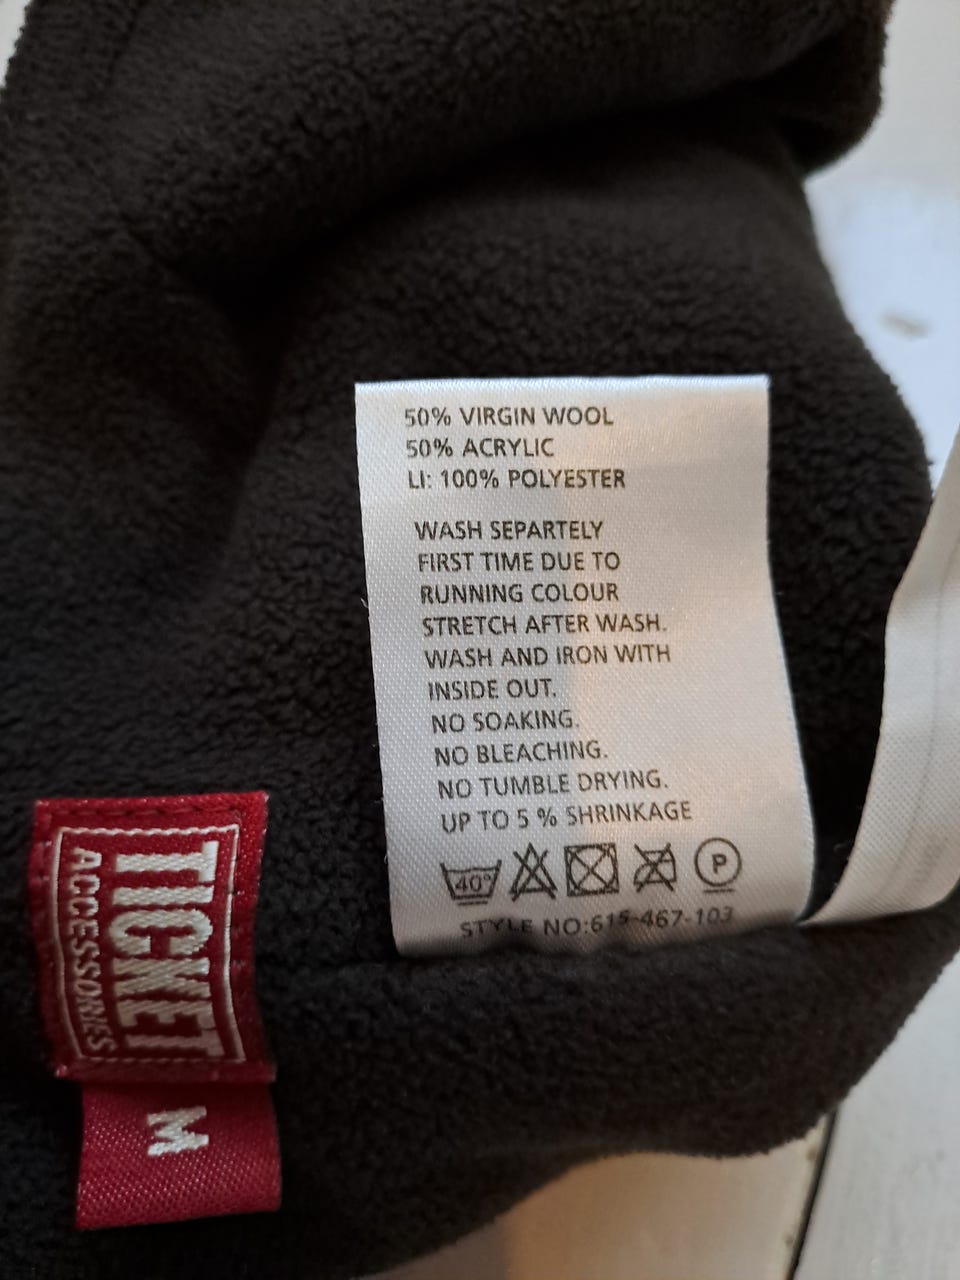 50% VIRGIN WOOL
50% ACRYLIC
LI: 100% POLYESTER
WASH SEPARTELY
FIRST TIME DUE TO
RUNNING COLOUR
STRETCH AFTER WASH.
WASH AND IRON WITH
INSIDE OUT.
NO SOAKING.
NO BLEACHING.
NO TUMBLE DRYING.
UP TO 5 % SHRINKAGE
40° P
STYLE NO:615-467-103
TICKET
ACCESSORIES
M